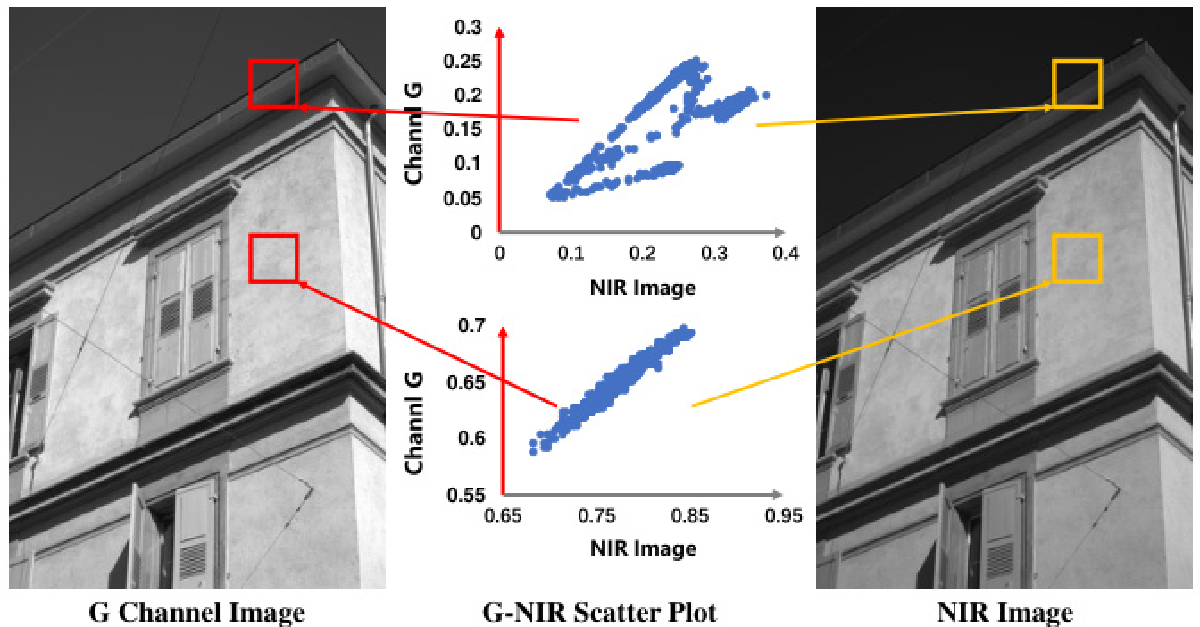 0.3
0.25
0.2
0.15
0.1
0.05
0
Channl G
0
0.1
0.2
0.3
0.4
NIR Image
0.7
0.65
0.6
0.55
Channl G
0.65
0.75
0.85
0.95
NIR Image
G Channel Image
G-NIR Scatter Plot
NIR Image